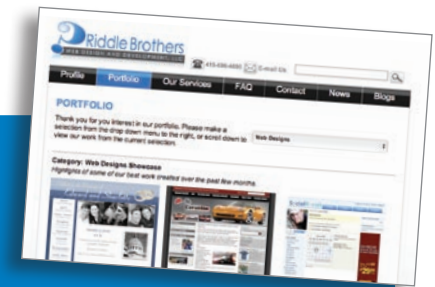 Riddle Brothers
WEB DESIGN AND DEVELOPMENT, LLC
E-mail Us
Profile
Portfolio
Our Services
FAQ
Contact
News
Blogs
PORTFOLIO
Thank you for you interest in our portfolio. Please make a
selection from the drop down menu to the right, or scroll down to
view our work from the current selection.
Web Designs
Category: Web Designs Showcase
Highlights of some of our best work created over the past few months.